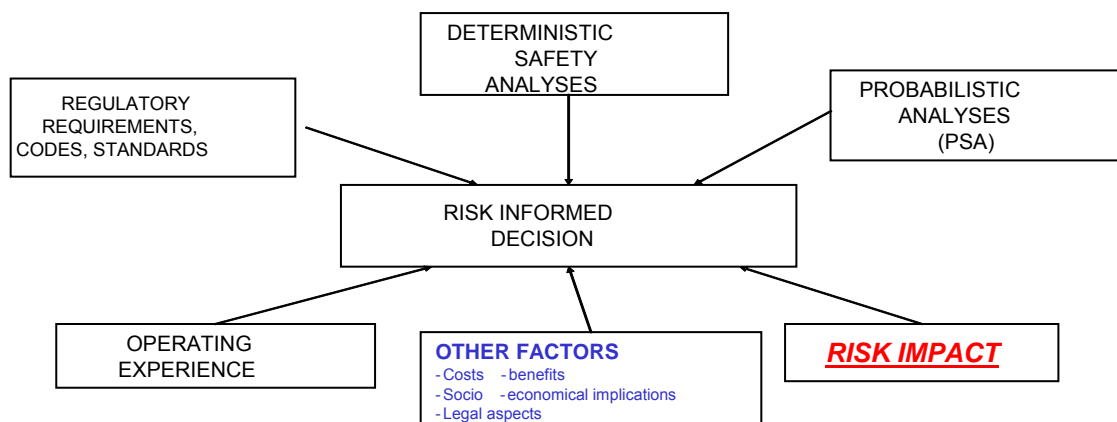 DETERMINISTIC
SAFETY
ANALYSES
REGULATORY
REQUIREMENTS,
CODES, STANDARDS
PROBABILISTIC
ANALYSES
(PSA)
RISK INFORMED
DECISION
OPERATING
EXPERIENCE
OTHER FACTORS
-Costs -benefits
-Socio -economical implications
-Legal aspects
RISK IMPACT